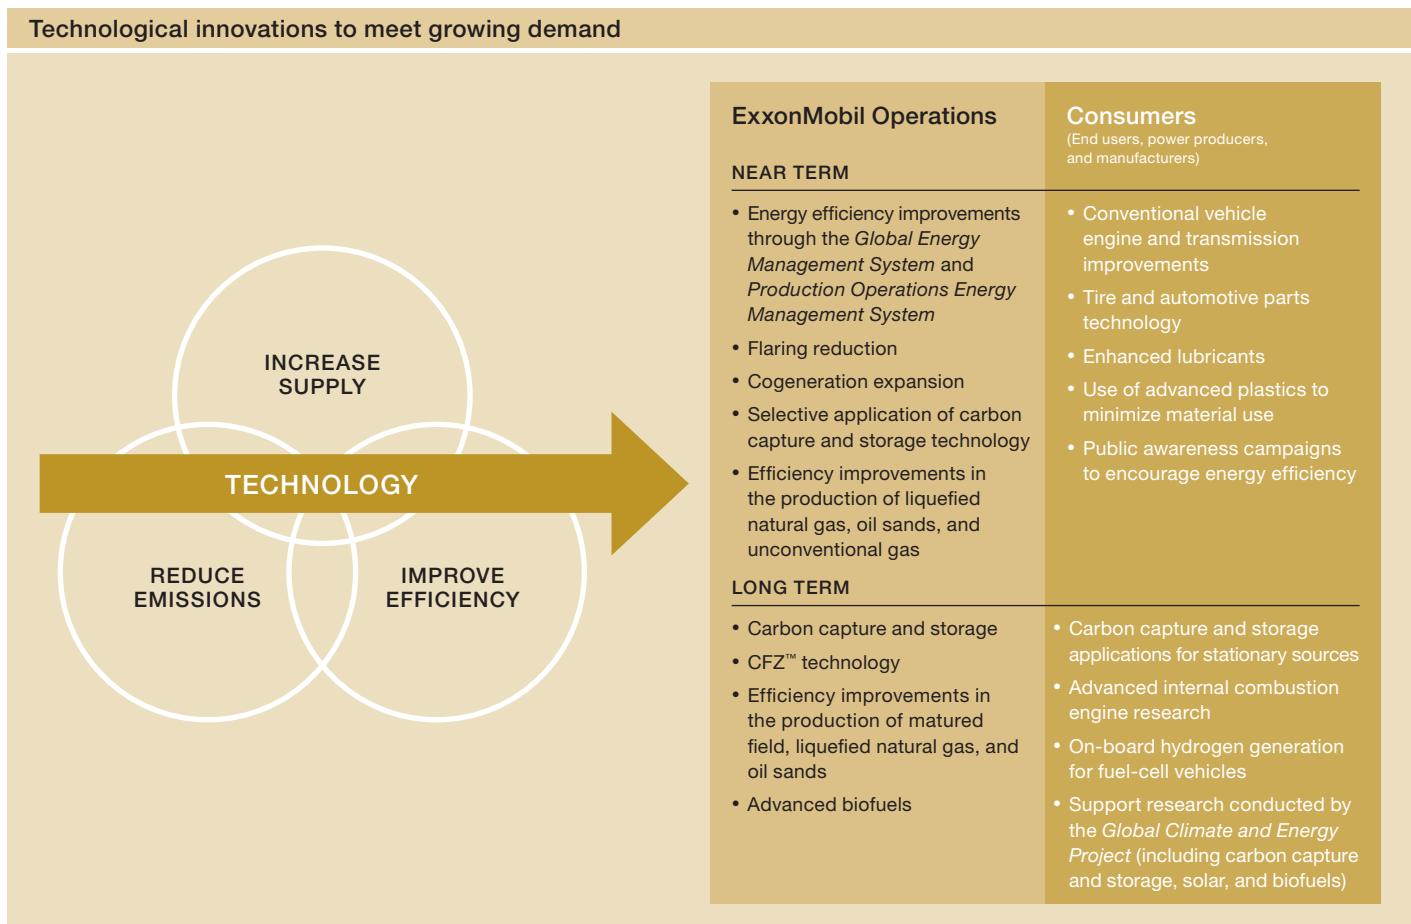 Technological innovations to meet growing demand
INCREASE
SUPPLY
TECHNOLOGY
REDUCE
EMISSIONS
IMPROVE
EFFICIENCY
ExxonMobil Operations
Consumers
(End users, power producers,
and manufacturers)
NEAR TERM
• Energy efficiency improvements
through the Global Energy
Management System and
Production Operations Energy
Management System
• Flaring reduction
• Cogeneration expansion
• Selective application of carbon
capture and storage technology
• Efficiency improvements in
the production of liquefied
natural gas, oil sands, and
unconventional gas
• Conventional vehicle
engine and transmission
improvements
• Tire and automotive parts
technology
• Enhanced lubricants
• Use of advanced plastics to
minimize material use
• Public awareness campaigns
to encourage energy efficiency
LONG TERM
• Carbon capture and storage
• CFZ™ technology
• Efficiency improvements in
the production of matured
field, liquefied natural gas, and
oil sands
• Advanced biofuels
• Carbon capture and storage
applications for stationary sources
• Advanced internal combustion
engine research
• On-board hydrogen generation
for fuel-cell vehicles
• Support research conducted by
the Global Climate and Energy
Project (including carbon capture
and storage, solar, and biofuels)